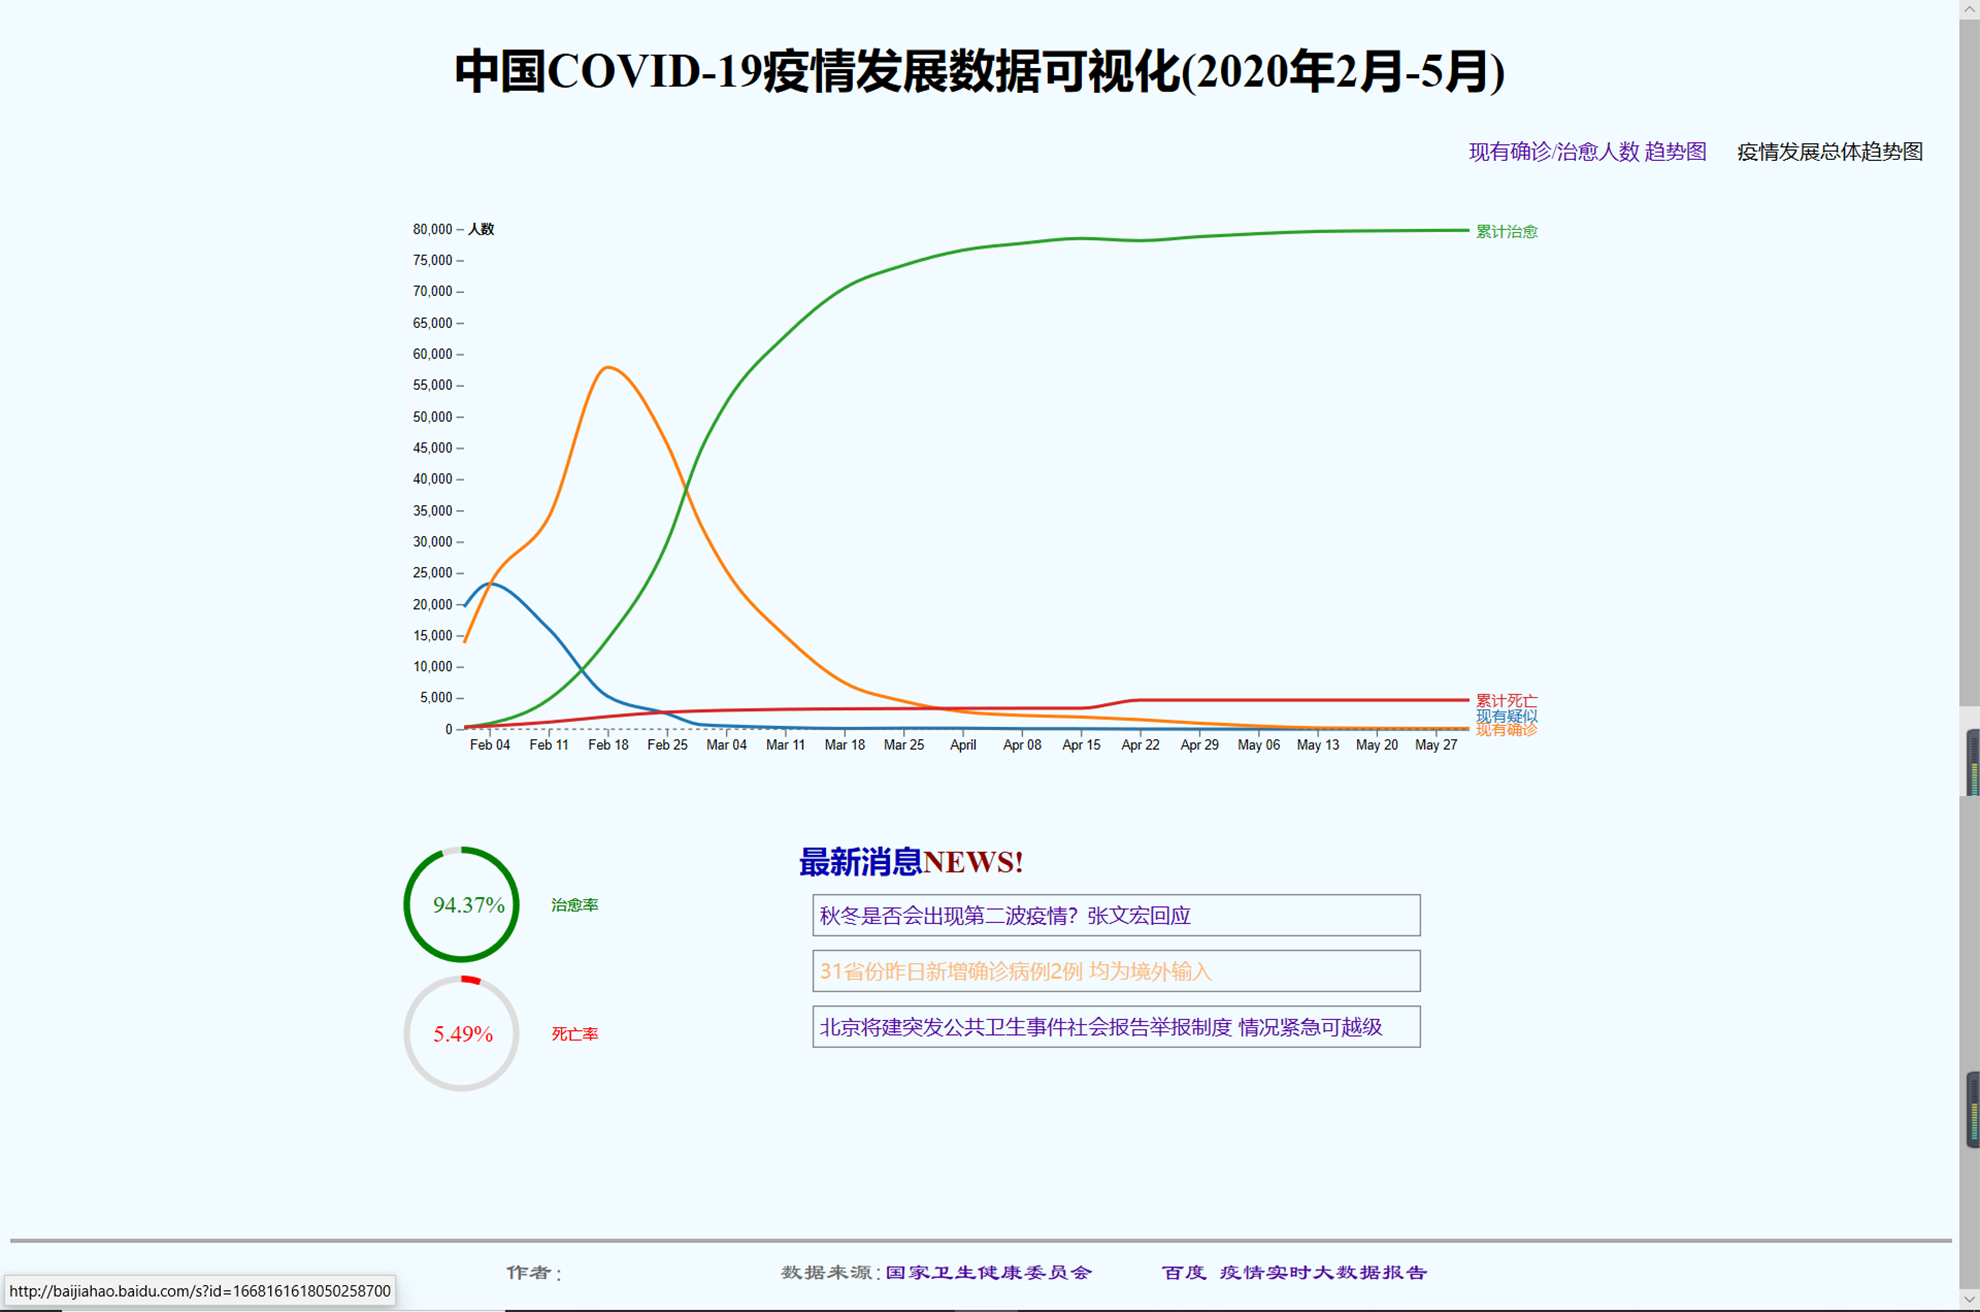 中国COVID-19疫情发展数据可视化(2020年2月-5月)
现有确诊/治愈人数 趋势图 疫情发展总体趋势图
80,000 人数
75,000
70,000
65,000
60,000
55,000
50,000
45,000
40,000
35,000
30,000
25,000
20,000
15,000
10,000
5,000
0
累计治愈
累计死亡
现有疑似
现有确诊
Feb 04 Feb 11 Feb 18 Feb 25 Mar 04 Mar 11 Mar 18 Mar 25 April Apr 08 Apr 15 Apr 22 Apr 29 May 06 May 13 May 20 May 27
94.37% 治愈率
5.49% 死亡率
最新消息NEWS!
秋冬是否会出现第二波疫情？张文宏回应
31省份昨日新增确诊病例2例 均为境外输入
北京将建突发公共卫生事件社会报告举报制度 情况紧急可越级
作者: 数据来源:国家卫生健康委员会 百度 疫情实时大数据报告
http://baijiahao.baidu.com/s?id=1668161618050258700